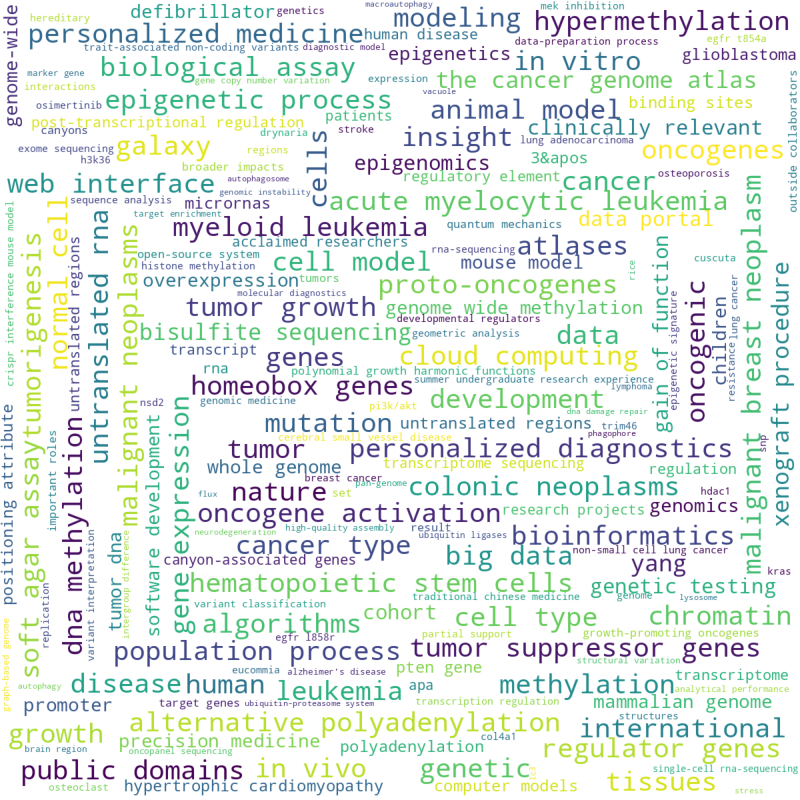 macroautophagy
mek inhibition
hereditary
defibrillator
genetics
modeling
hypermethylation
genome-wide
personalized medicine
human disease
data-preparation process
egfr t854a
trait-associated non-coding variants
diagnostic model
epigenetics
in vitro
glioblastoma
marker gene
biological assay
gene copy number variation
the cancer genome atlas
interactions
expression
osimertinib
epigenetic process
vacuole
animal model
binding sites
outside collaborators
post-transcriptional regulation
patients
clinically relevant
canyons
drynaria
stroke
insight
lung adenocarcinoma
exome sequencing
galaxy
cells
regions
epigenomics
3&apos
oncogenes
h3k36
broader impacts
autophagosome
regulatory element
osteoporosis
web interface
genomic instability
cancer
sequence analysis
micrornas
acute myelocytic leukemia
target enrichment
myeloid leukemia
quantum mechanics
data portal
crispr interference mouse model
soft agar assay
tumorigenesis
normal cell
untranslated regions
untranslated rna
malignant neoplasms
acclaimed researchers
rna-sequencing
atlases
open-source system
cell model
mouse model
cuscuta
histone methylation
tumors
rice
overexpression
proto-oncogenes
molecular diagnostics
tumor growth
genome wide methylation
developmental regulators
bisulfite sequencing
geometric analysis
data
gain of function
epigenetic signature
oncogenic
children
resistance
lung cancer
malignant breast neoplasm
xenograft procedure
transcript
genes
cloud computing
rna
polynomial growth harmonic functions
summer undergraduate research experience
lymphoma
homeobox genes
development
nsd2
genomic medicine
pi3k/akt
dna damage repair
mutation
untranslated regions
trim46
phagophore
positioning attribute
important roles
dna methylation
gene expression
cerebral small vessel disease
tumor
personalized diagnostics
snp
whole genome
transcriptome sequencing
regulation
breast cancer
pan-genome
flux
nature
set
colonic neoplasms
hdac1
oncogene activation
research projects
genomics
neurodegeneration
high-quality assembly
result
bioinformatics
cancer type
ubiquitin ligases
big data
non-small cell lung cancer
canyon-associated genes
yang
kras
replication
variant interpretation
tumor dna
intergroup difference
software development
hematopoietic stem cells
genetic testing
traditional chinese medicine
genome
lysosome
variant classification
algorithms
cohort
cell type
chromatin
graph-based genome
egfr l858r
partial support
growth-promoting oncogenes
population process
tumor suppressor genes
structural variation
eucommia
alzheimer's disease
pten gene
transcriptome
autophagy
disease
human
leukemia
apa
methylation
analytical performance
promoter
target genes
ubiquitin-proteasome system
transcription regulation
mammalian genome
structures
growth
alternative polyadenylation
international
precision medicine
col4a1
brain region
oncopanel sequencing
polyadenylation
regulator genes
public domains
in vivo
genetic
single-cell rna-sequencing
osteoclast
hypertrophic cardiomyopathy
computer models
tissues
stress